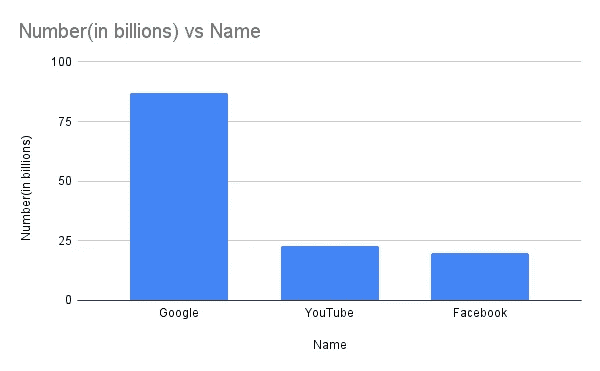 Number(in billions) vs Name
100
75
50
25
0
Number(in billions)
Google YouTube Facebook
Name